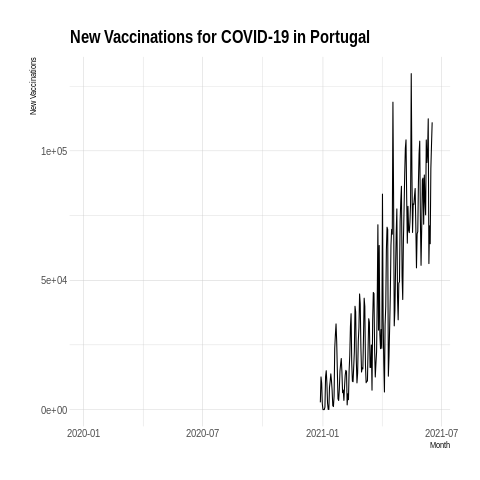 New Vaccinations for COVID-19 in Portugal
New Vaccinations
1e+05
5e+04
0e+00
2020-01 2020-07 2021-01 2021-07
Month